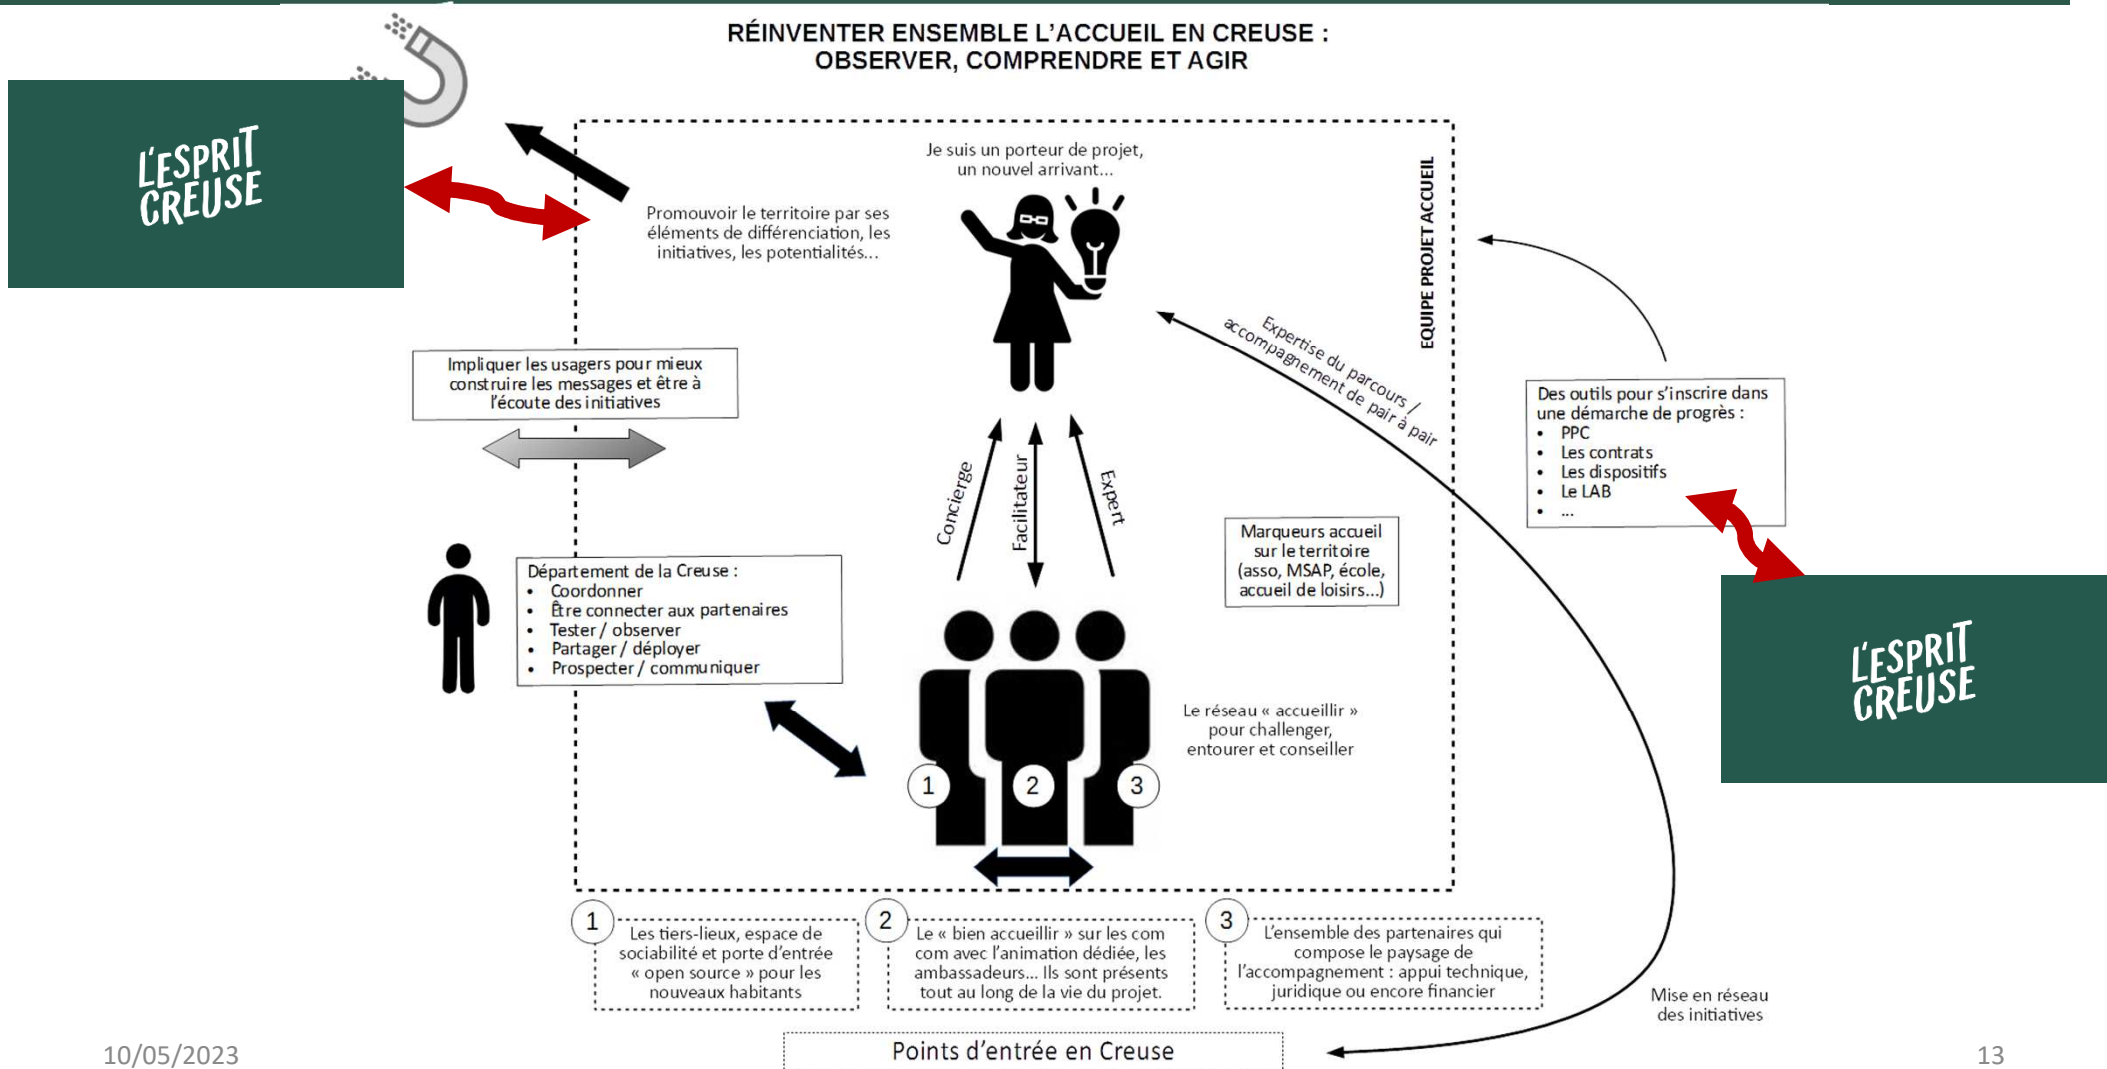 RÉINVENTER ENSEMBLE L’ACCUEIL EN CREUSE :
OBSERVER, COMPRENDRE ET AGIR
L'ESPRIT
CREUSE
Je suis un porteur de projet,
un nouvel arrivant...
EQUIPE PROJET ACCUEIL
Promouvoir le territoire par ses
éléments de différenciation, les
initiatives, les potentialités...
Expertise du parcours /
accompagnement de pair à pair
Impliquer les usagers pour mieux
construire les messages et être à
l’écoute des initiatives
Des outils pour s’inscrire dans
une démarche de progrès :
• PPC
• Les contrats
• Les dispositifs
• Le LAB
• ...
Concierge
Facilitateur
Expert
Marqueurs accueil
sur le territoire
(asso, MSAP, école,
accueil de loisirs...)
Département de la Creuse :
• Coordonner
• Être connecter aux partenaires
• Tester / observer
• Partager / déployer
• Prospecter / communiquer
L'ESPRIT
CREUSE
Le réseau « accueillir »
pour challenger,
entourer et conseiller
1
2
3
1
Les tiers-lieux, espace de
sociabilité et porte d’entrée
« open source » pour les
nouveaux habitants
2
Le « bien accueillir » sur les com
com avec l’animation dédiée, les
ambassadeurs... Ils sont présents
tout au long de la vie du projet.
3
L’ensemble des partenaires qui
compose le paysage de
l’accompagnement : appui technique,
juridique ou encore financier
Mise en réseau
des initiatives
Points d’entrée en Creuse
10/05/2023
13